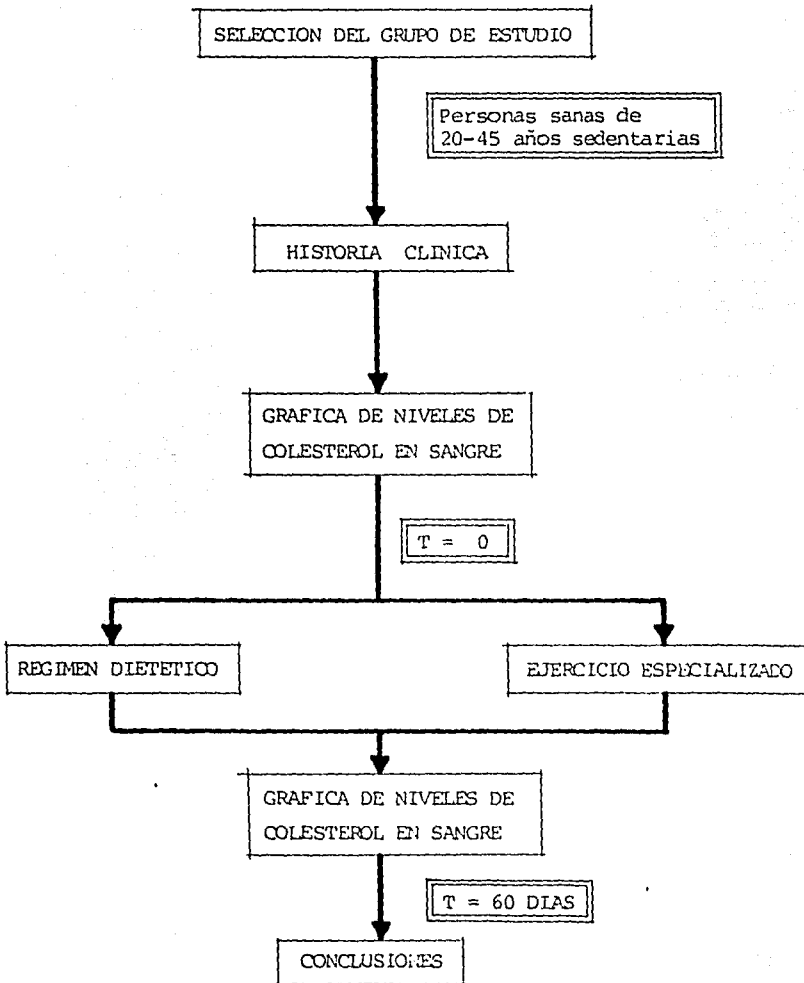 SELECCION DEL GRUPO DE ESTUDIO
Personas sanas de
20-45 años sedentarias
HISTORIA CLINICA
GRAFICA DE NIVELES DE
COLESTEROL EN SANGRE
T = 0
REGIMEN DIETETICO
EJERCICIO ESPECIALIZADO
GRAFICA DE NIVELES DE
COLESTEROL EN SANGRE
T = 60 DIAS
CONCLUSIONES